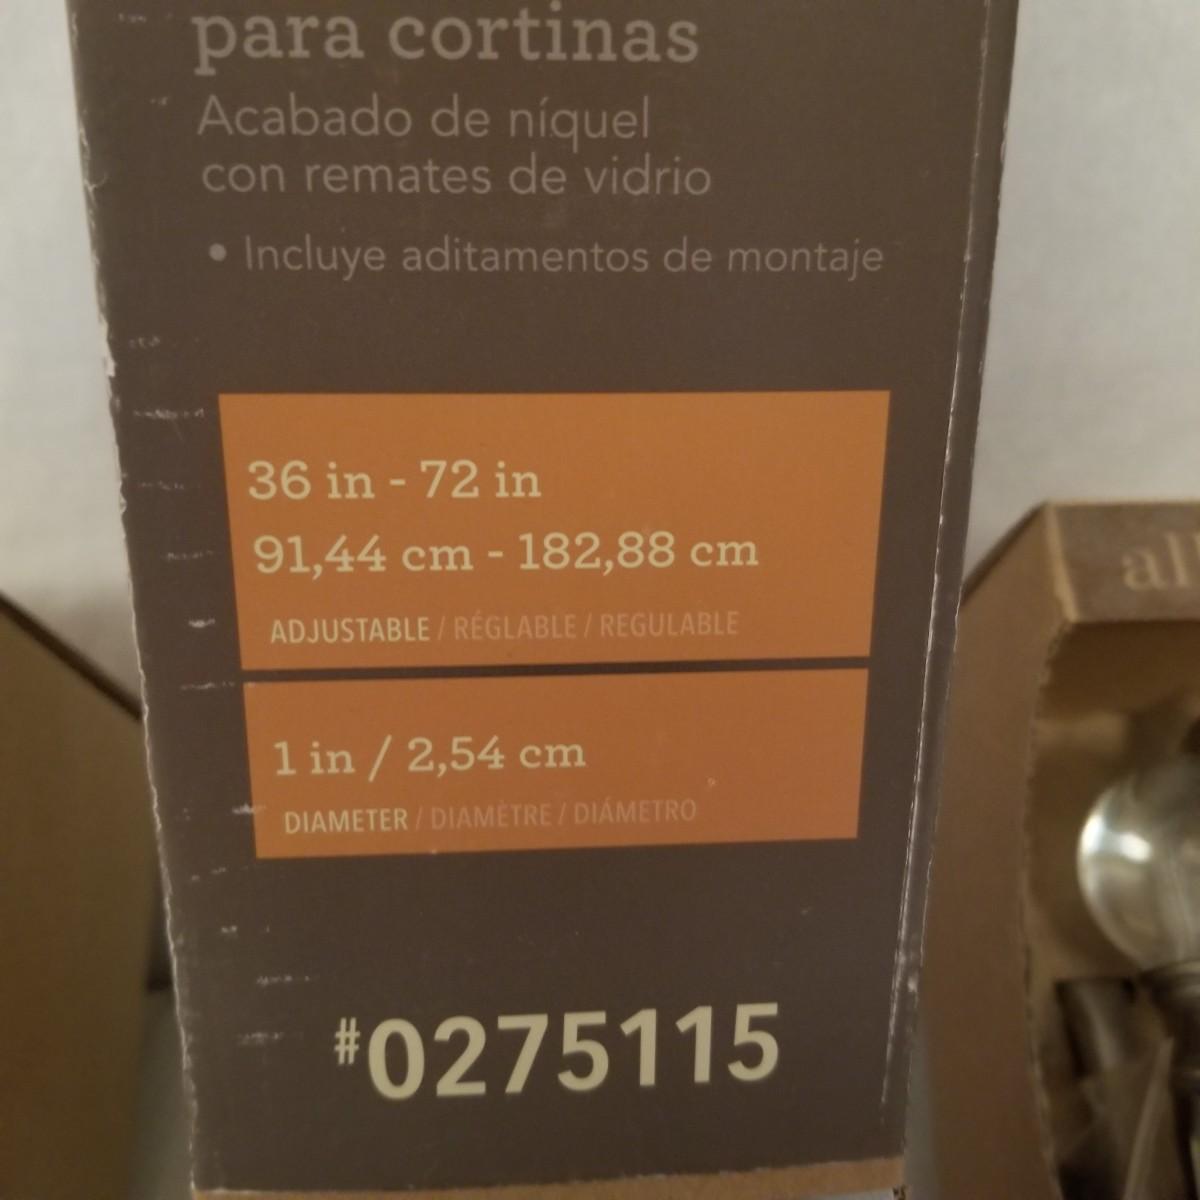 para cortinas
Acabado de níquel
con remates de vidrio
• Incluye aditamentos de montaje
36 in - 72 in
91,44 cm - 182,88 cm
ADJUSTABLE / RÉGLABLE / REGULABLE
1 in / 2,54 cm
DIAMETER / DIAMÈTRE / DIÁMETRO
#0275115
all